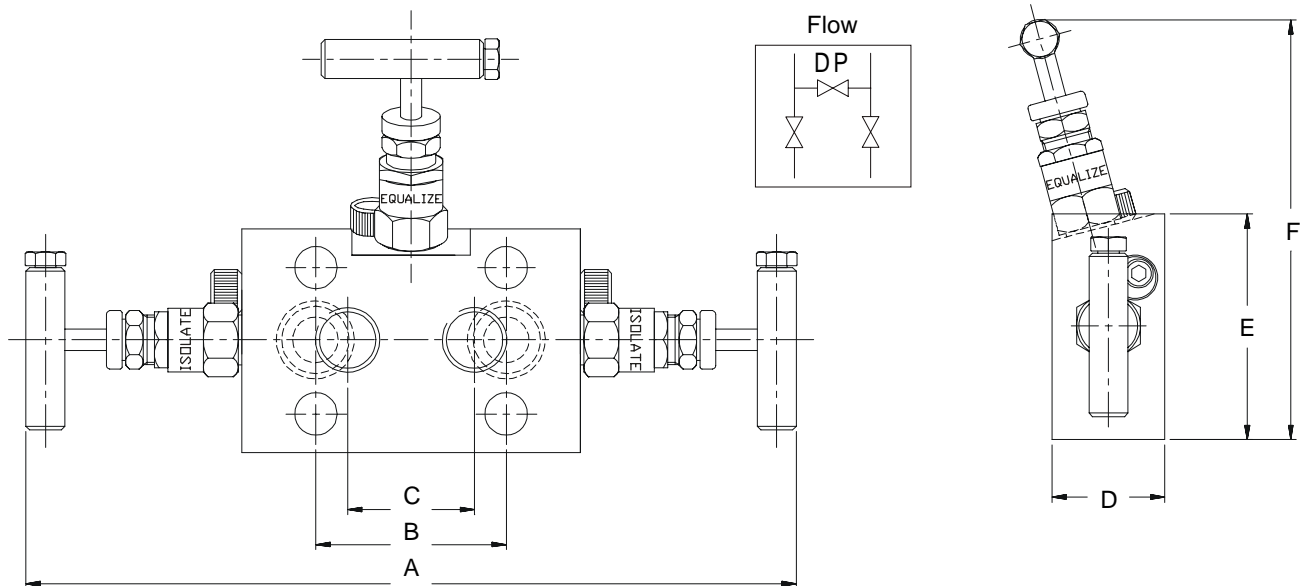 Flow
DP
EQUALIZE
ISOLATE
ISOLATE
C
B
A
EQUALIZE
F
E
D